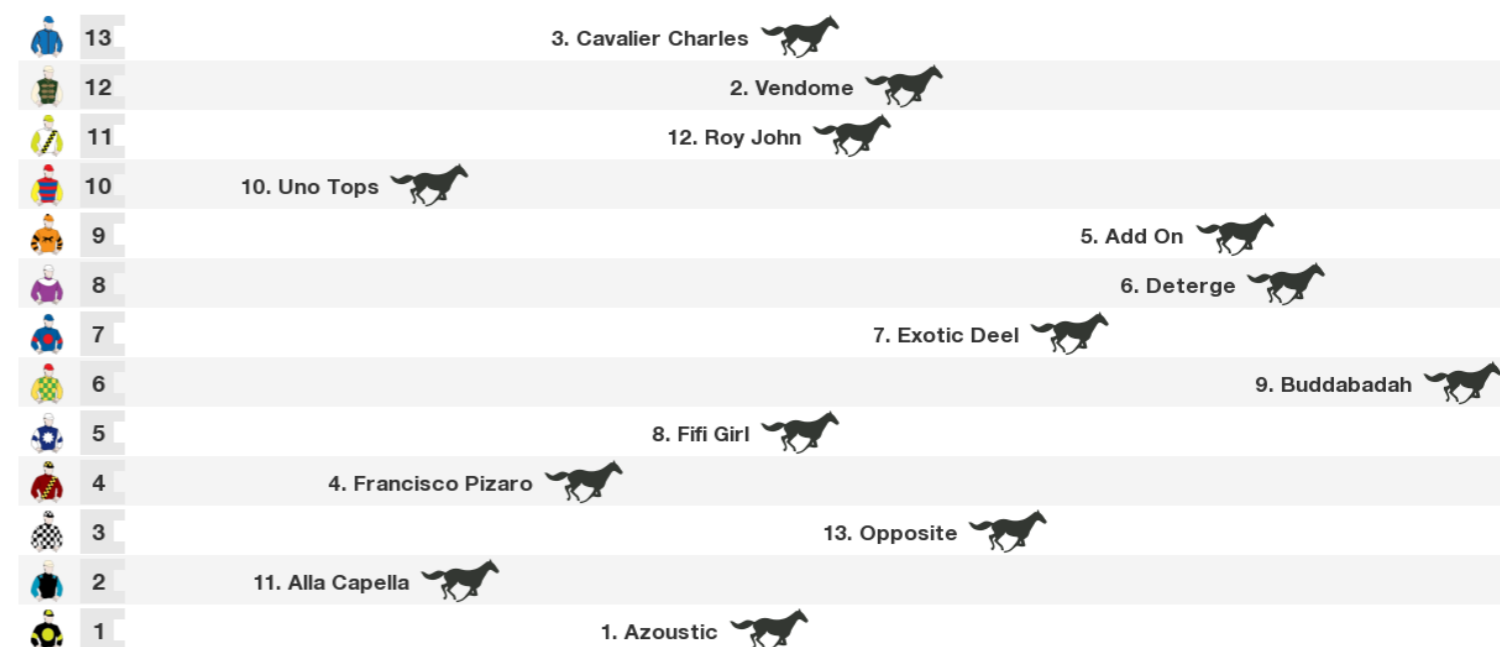 13 3. Cavalier Charles
12 2. Vendome
11 12. Roy John
10 10. Uno Tops
9 5. Add On
8 6. Deterge
7 7. Exotic Deel
6 9. Buddabadah
5 8. Fifi Girl
4 4. Francisco Pizaro
3 13. Opposite
2 11. Alla Capella
1 1. Azoustic